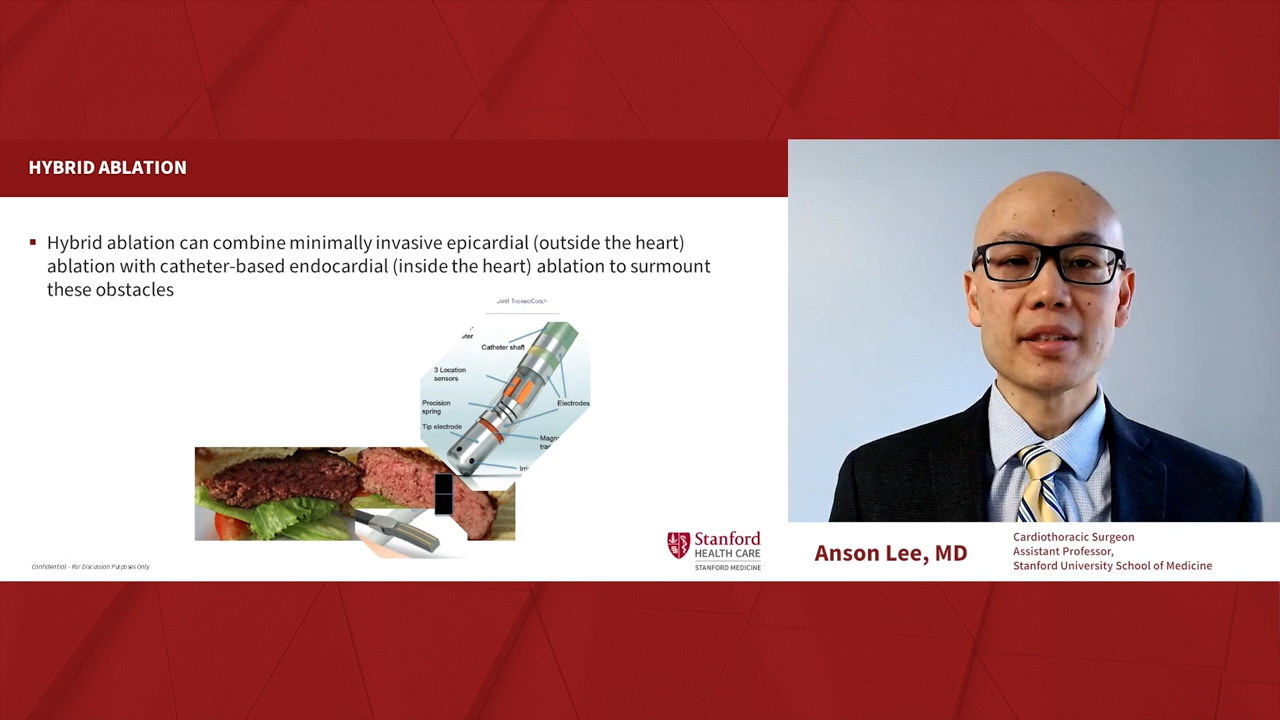 HYBRID ABLATION
▪ Hybrid ablation can combine minimally invasive epicardial (outside the heart)
ablation with catheter-based endocardial (inside the heart) ablation to surmount
these obstacles
Catheter shaft
3 Location
sensors
Precision
spring
Electrodes
Tip electrode
Stanford
HEALTH CARE
STANFORD MEDICINE
Confidential - For Discussion Purposes Only
Anson Lee, MD
Cardiothoracic Surgeon
Assistant Professor,
Stanford University School of Medicine